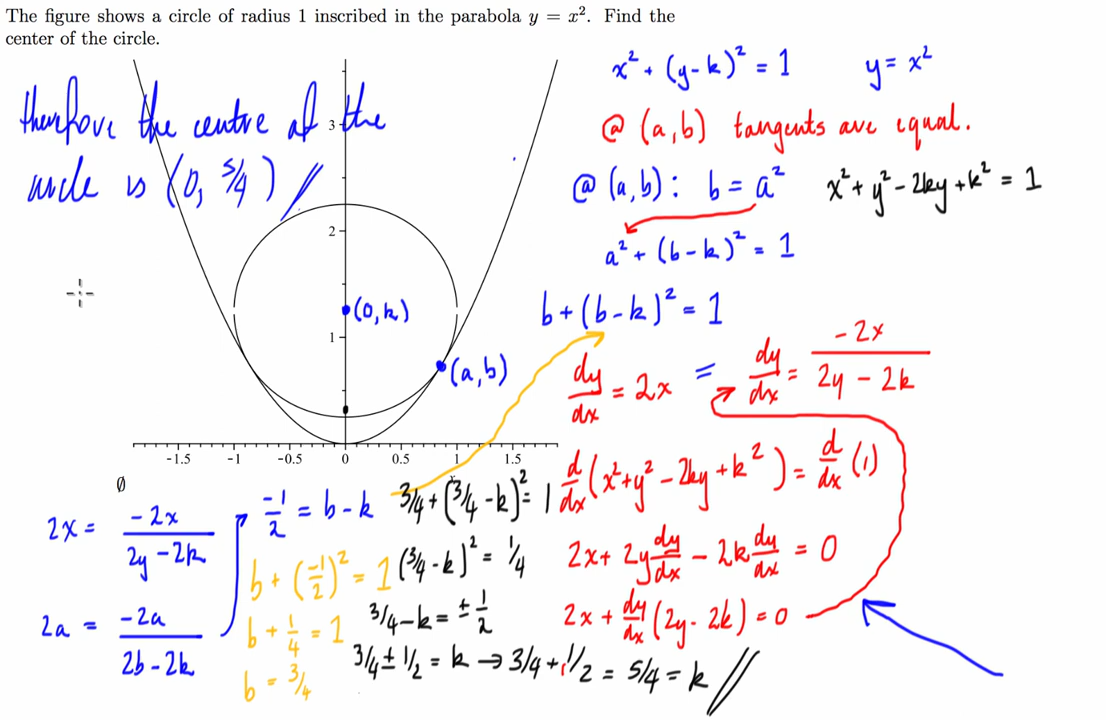 The figure shows a circle of radius 1 inscribed in the parabola y = x². Find the
center of the circle.
therefore the centre of the
circle is (0, 5/4) //
x² + (y-k)² = 1    y = x²
@ (a,b) tangents are equal.
@ (a,b): b = a²    x² + y² - 2ky + k² = 1
a² + (b-k)² = 1
b + (b-k)² = 1
dy/dx = 2x = dy/dx = -2x/(2y - 2k)
d/dx (x² + y² - 2ky + k²) = d/dx (1)
2x + 2y dy/dx - 2k dy/dx = 0
2x + dy/dx (2y - 2k) = 0
3
2
1
(0,k)
(a,b)
-1.5 -1 -0.5 0 0.5 1 1.5
∅
2x = -2x/(2y - 2k)
2a = -2a/(2b - 2k)
-1/2 = b - k
b + (-1/2)² = 1
b + 1/4 = 1
b = 3/4
3/4 + (3/4 - k)² = 1
(3/4 - k)² = 1/4
3/4 - k = ± 1/2
3/4 ± 1/2 = k → 3/4 + 1/2 = 5/4 = k //